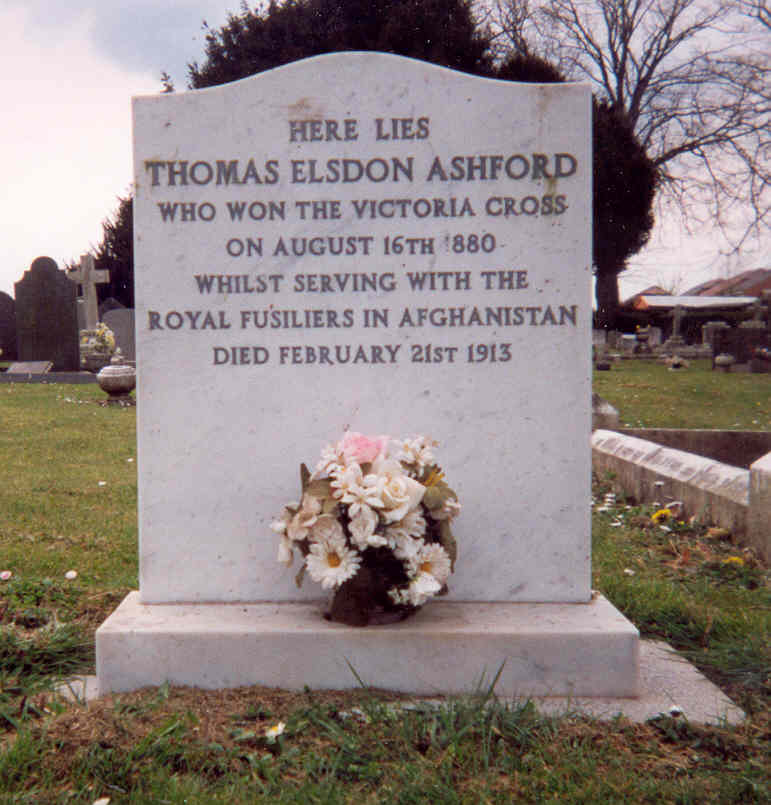 HERE LIES
THOMAS ELSDON ASHFORD
WHO WON THE VICTORIA CROSS
ON AUGUST 16TH 1880
WHILST SERVING WITH THE
ROYAL FUSILIERS IN AFGHANISTAN
DIED FEBRUARY 21ST 1913